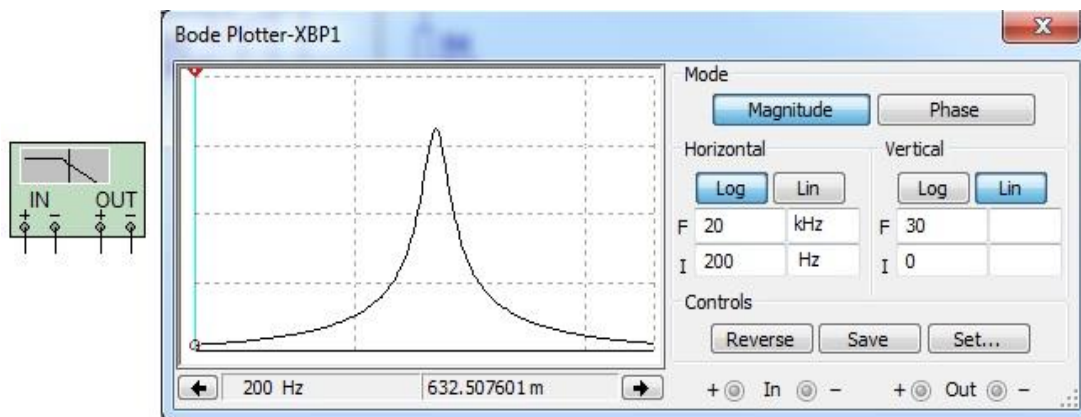 Bode Plotter-XBP1
X
Mode
Magnitude Phase
Horizontal Vertical
Log Lin Log Lin
F 20 kHz F 30
I 200 Hz I 0
Controls
Reverse Save Set...
200 Hz 632.507601 m
+ In - + Out -
IN OUT
+ - + -